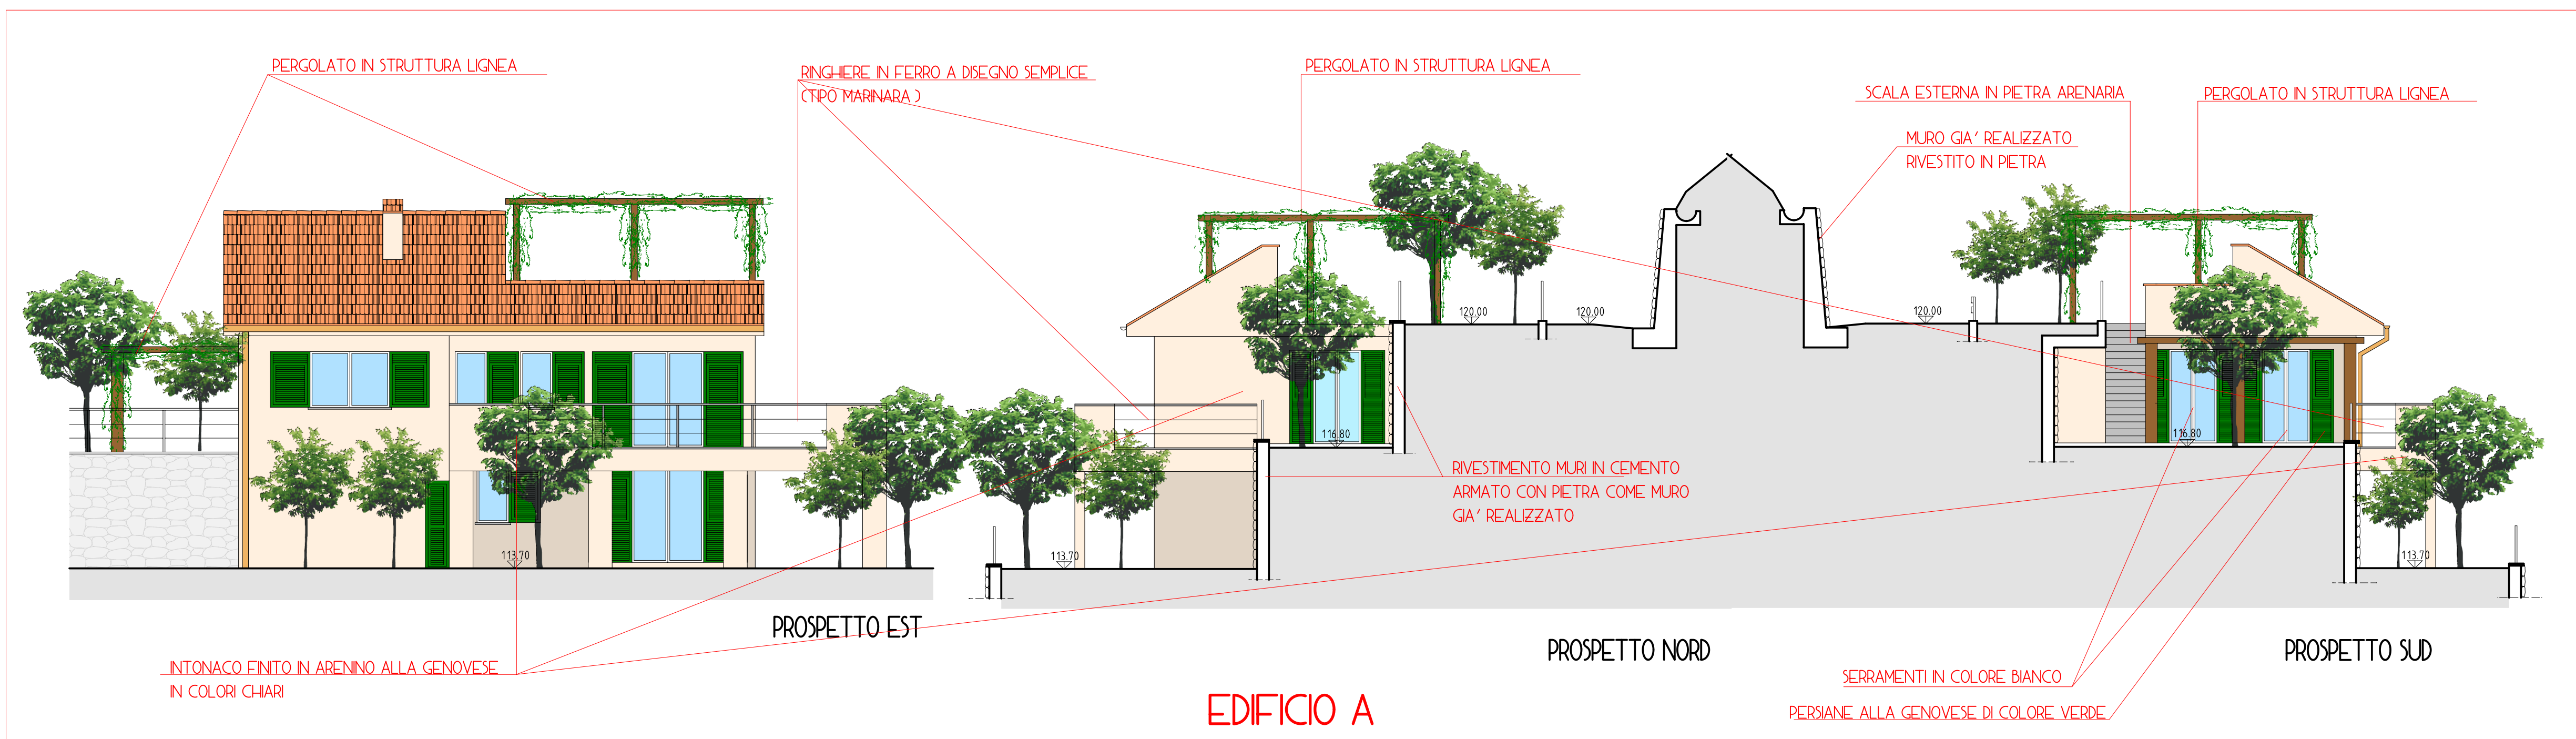 PERGOLATO IN STRUTTURA LIGNEA
RINGHIERE IN FERRO A DISEGNO SEMPLICE
(TIPO MARINARA )
PERGOLATO IN STRUTTURA LIGNEA
SCALA ESTERNA IN PIETRA ARENARIA
PERGOLATO IN STRUTTURA LIGNEA
MURO GIA' REALIZZATO
RIVESTITO IN PIETRA
120.00
120.00
120.00
116.80
116.80
RIVESTIMENTO MURI IN CEMENTO
ARMATO CON PIETRA COME MURO
GIA' REALIZZATO
113.70
113.70
113.70
PROSPETTO EST
PROSPETTO NORD
PROSPETTO SUD
INTONACO FINITO IN ARENINO ALLA GENOVESE
IN COLORI CHIARI
SERRAMENTI IN COLORE BIANCO
PERSIANE ALLA GENOVESE DI COLORE VERDE
EDIFICIO A